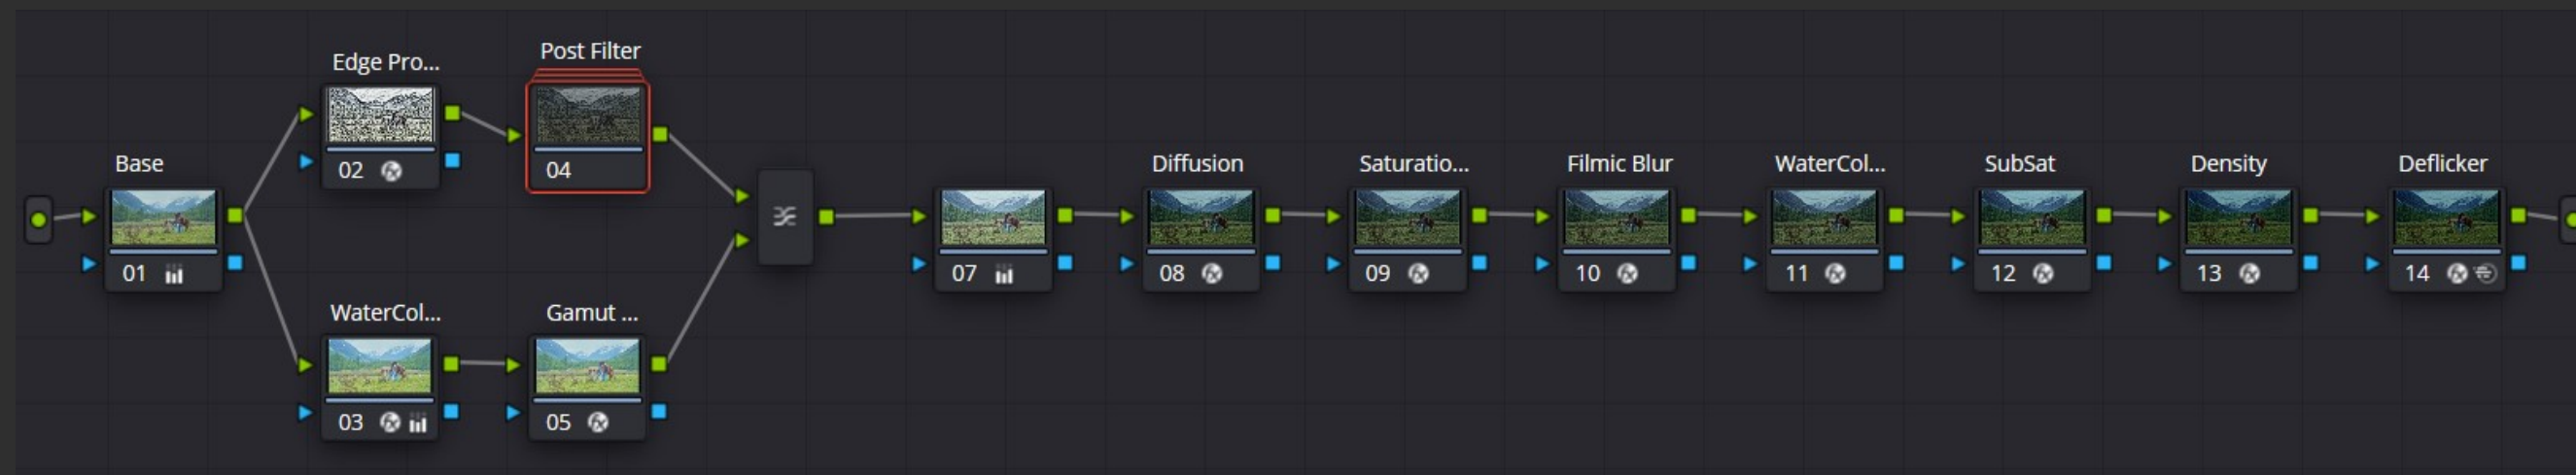 Edge Pro...
Post Filter
02
04
Base
01
WaterCol...
Gamut ...
03
05
07
Diffusion
08
Saturatio...
09
Filmic Blur
10
WaterCol...
11
SubSat
12
Density
13
Deflicker
14